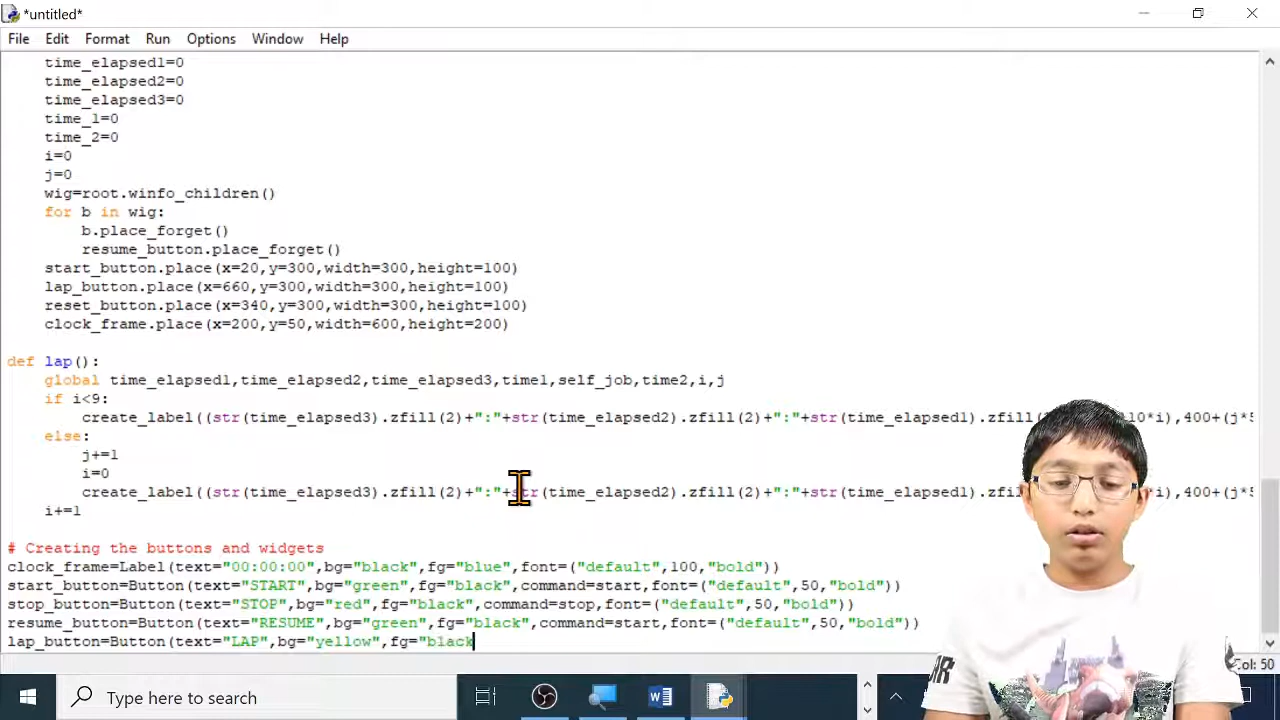 *untitled*
File Edit Format Run Options Window Help
time_elapsed1=0
time_elapsed2=0
time_elapsed3=0
time_1=0
time_2=0
i=0
j=0
wig=root.winfo_children()
for b in wig:
b.place_forget()
resume_button.place_forget()
start_button.place(x=20,y=300,width=300,height=100)
lap_button.place(x=660,y=300,width=300,height=100)
reset_button.place(x=340,y=300,width=300,height=100)
clock_frame.place(x=200,y=50,width=600,height=200)
def lap():
global time_elapsed1,time_elapsed2,time_elapsed3,time1,self_job,time2,i,j
if i<9:
create_label((str(time_elapsed3).zfill(2)+":"+str(time_elapsed2).zfill(2)+":"+str(time_elapsed1).zfill( 10*i),400+(j*5
else:
j+=1
i=0
create_label((str(time_elapsed3).zfill(2)+":"+str(time_elapsed2).zfill(2)+":"+str(time_elapsed1).zfi *i),400+(j*5
i+=1
# Creating the buttons and widgets
clock_frame=Label(text="00:00:00",bg="black",fg="blue",font=("default",100,"bold"))
start_button=Button(text="START",bg="green",fg="black",command=start,font=("default",50,"bold"))
stop_button=Button(text="STOP",bg="red",fg="black",command=stop,font=("default",50,"bold"))
resume_button=Button(text="RESUME",bg="green",fg="black",command=start,font=("default",50,"bold"))
lap_button=Button(text="LAP",bg="yellow",fg="black
Col: 50
Type here to search